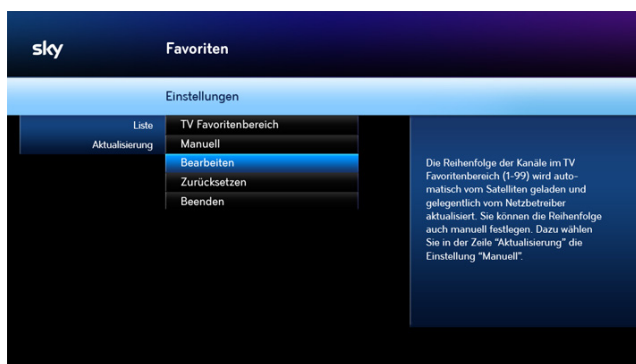 sky
Favoriten
Einstellungen
Liste TV Favoritenbereich
Aktualisierung Manuell
Bearbeiten
Zurücksetzen
Beenden
Die Reihenfolge der Kanäle im TV
Favoritenbereich (1-99) wird auto-
matisch vom Satelliten geladen und
gelegentlich vom Netzbetreiber
aktualisiert. Sie können die Reihenfolge
auch manuell festlegen. Dazu wählen
Sie in der Zeile "Aktualisierung" die
Einstellung "Manuell".